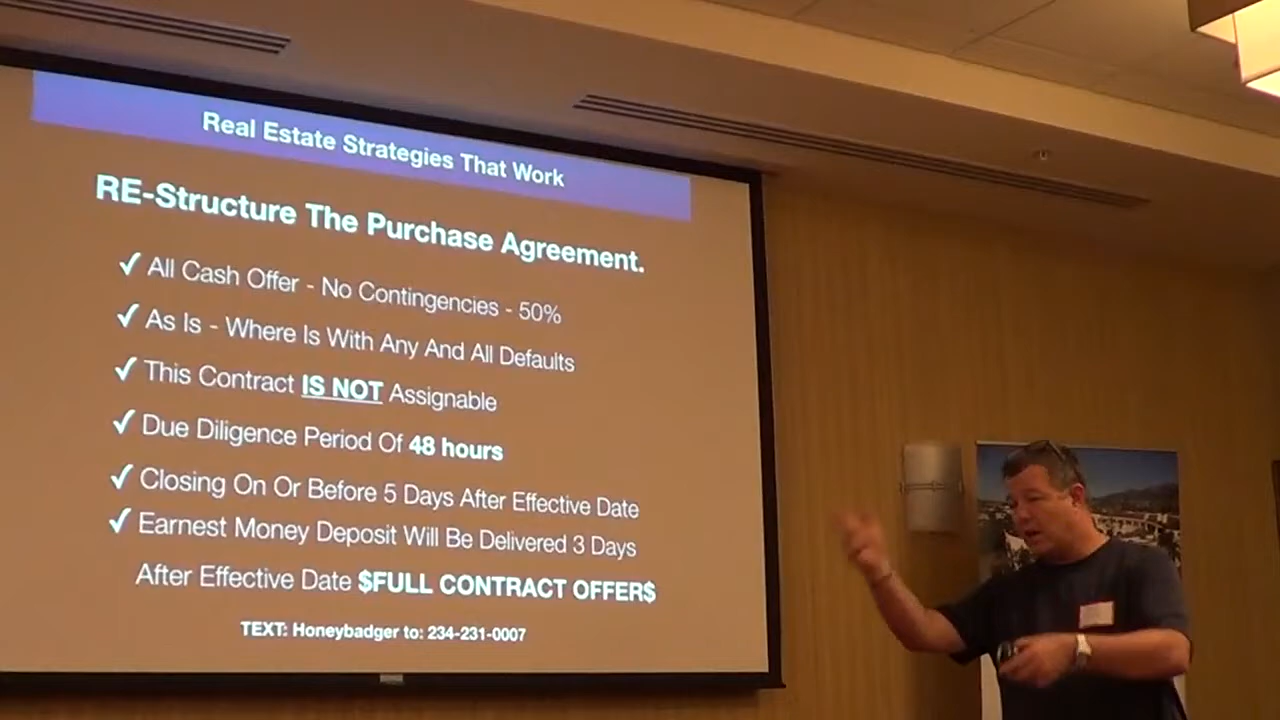 Real Estate Strategies That Work
RE-Structure The Purchase Agreement.
✓ All Cash Offer - No Contingencies - 50%
✓ As Is - Where Is With Any And All Defaults
✓ This Contract IS NOT Assignable
✓ Due Diligence Period Of 48 hours
✓ Closing On Or Before 5 Days After Effective Date
✓ Earnest Money Deposit Will Be Delivered 3 Days
After Effective Date $FULL CONTRACT OFFER$
TEXT: Honeybadger to: 234-231-0007